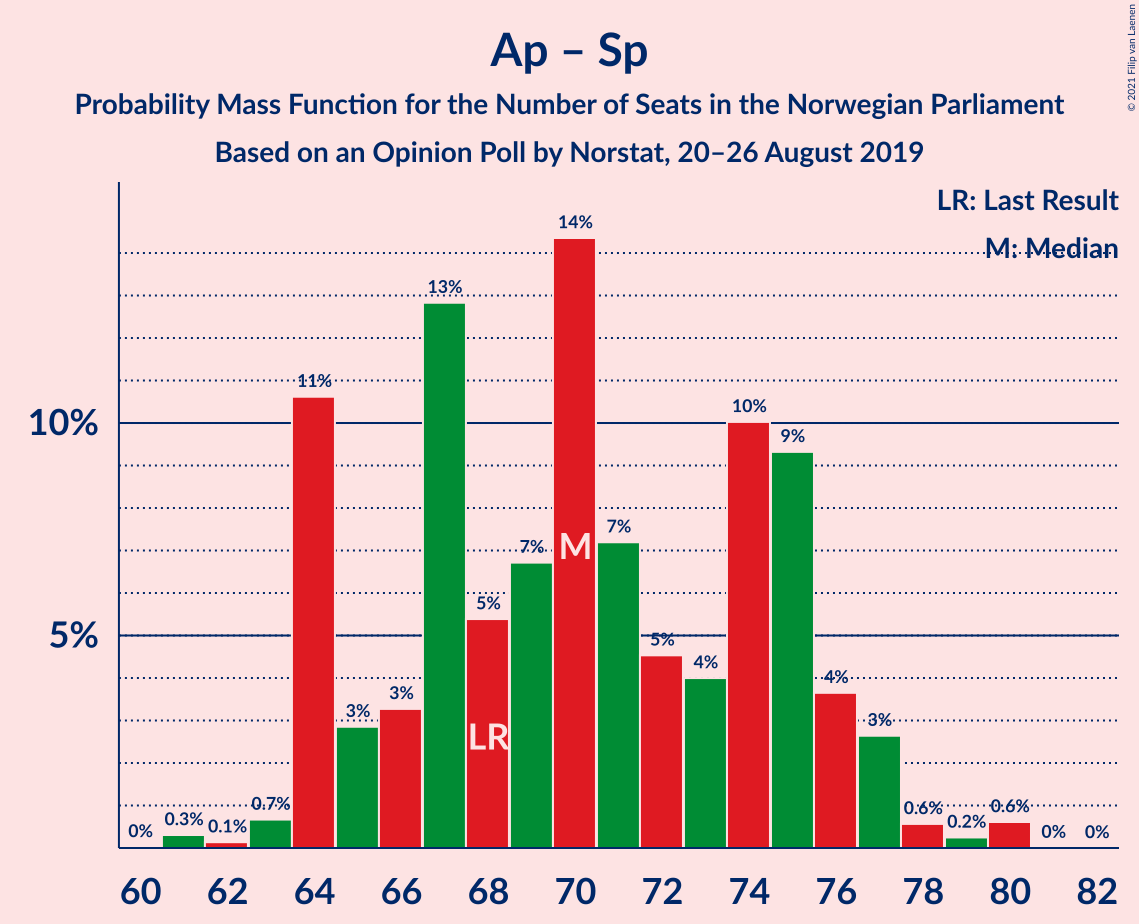 Ap – Sp
Probability Mass Function for the Number of Seats in the Norwegian Parliament
Based on an Opinion Poll by Norstat, 20–26 August 2019
© 2021 Filip van Laenen
LR: Last Result
M: Median
10%
5%
0%
0.3%
0.1%
0.7%
11%
3%
3%
13%
5%
7%
14%
7%
5%
4%
10%
9%
4%
3%
0.6%
0.2%
0.6%
0%
0%
LR
M
60 62 64 66 68 70 72 74 76 78 80 82